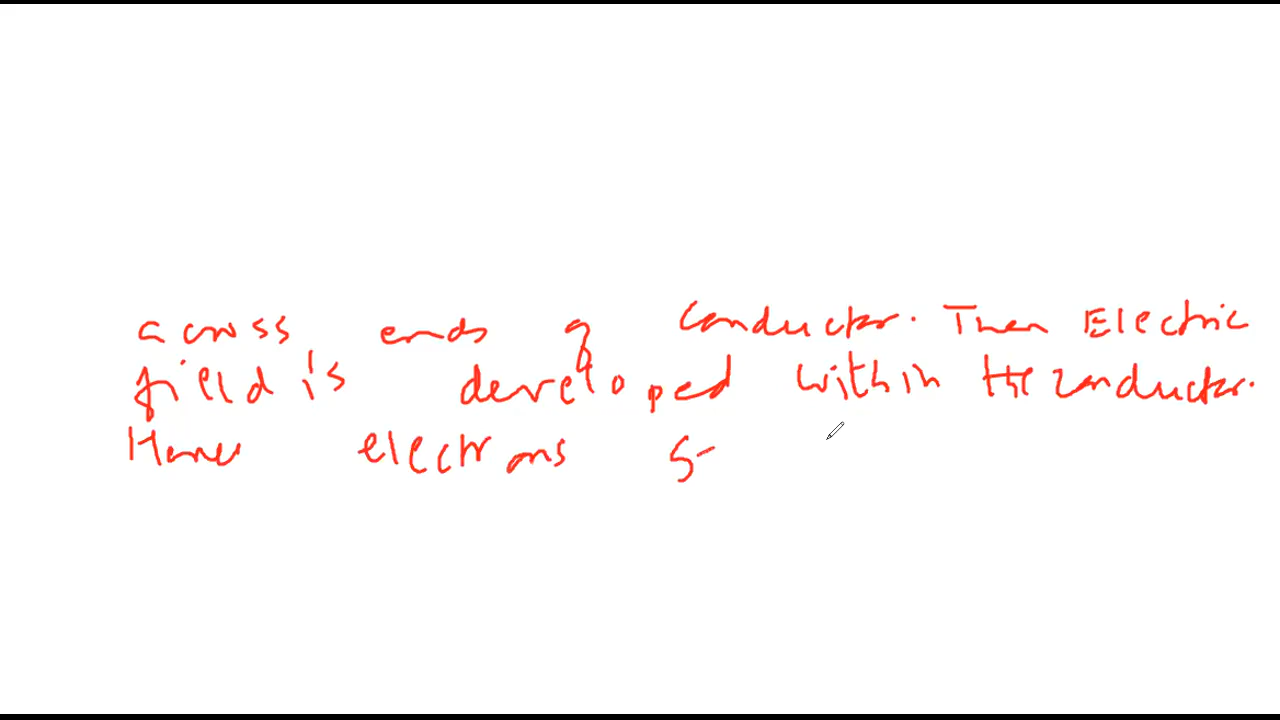 across ends of conductor. Then Electric
field is developed within the conductor.
Hence electrons s